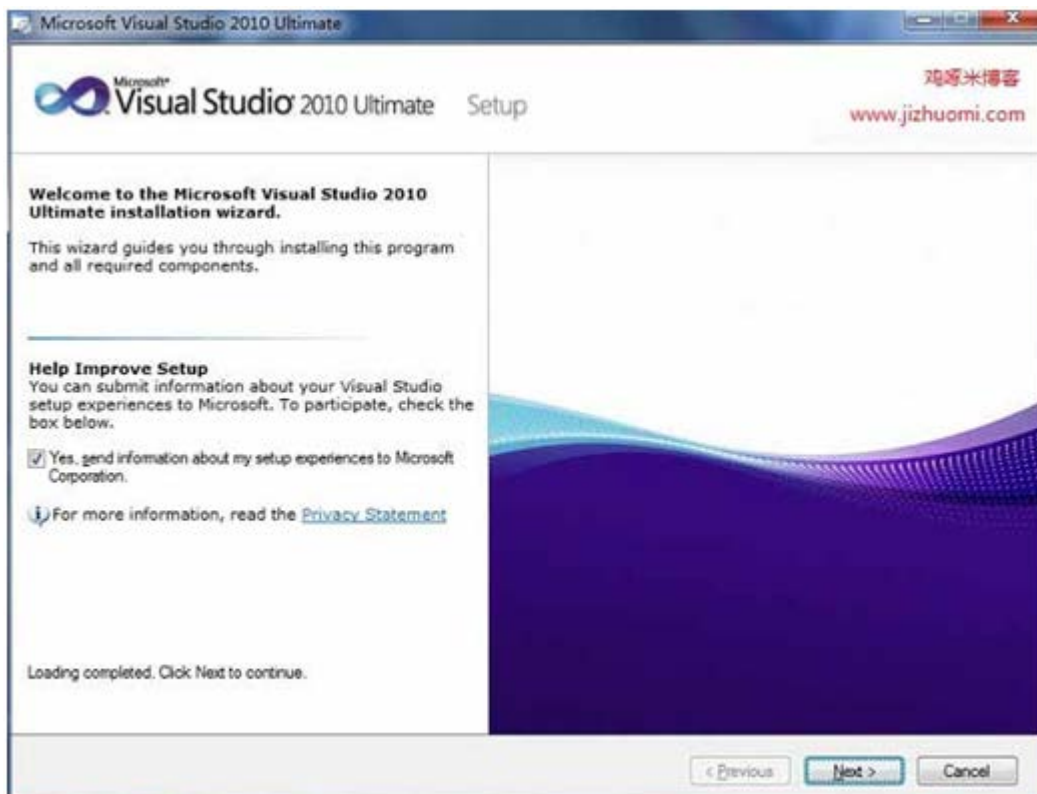 Microsoft Visual Studio 2010 Ultimate
Microsoft®
Visual Studio® 2010 Ultimate Setup
鸡啄米博客
www.jizhuomi.com
Welcome to the Microsoft Visual Studio 2010
Ultimate installation wizard.
This wizard guides you through installing this program
and all required components.
Help Improve Setup
You can submit information about your Visual Studio
setup experiences to Microsoft. To participate, check the
box below.
Yes, send information about my setup experiences to Microsoft
Corporation.
For more information, read the Privacy Statement
Loading completed. Click Next to continue.
< Previous
Next >
Cancel